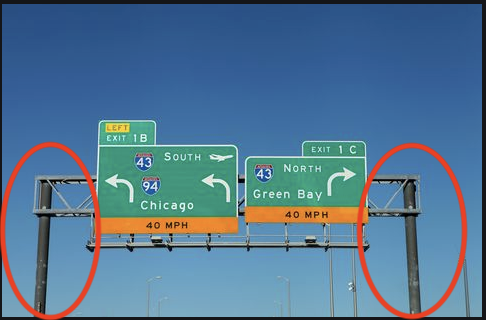 LEFT
EXIT 1B
43 SOUTH
94
Chicago
40 MPH
EXIT 1C
43 NORTH
Green Bay
40 MPH